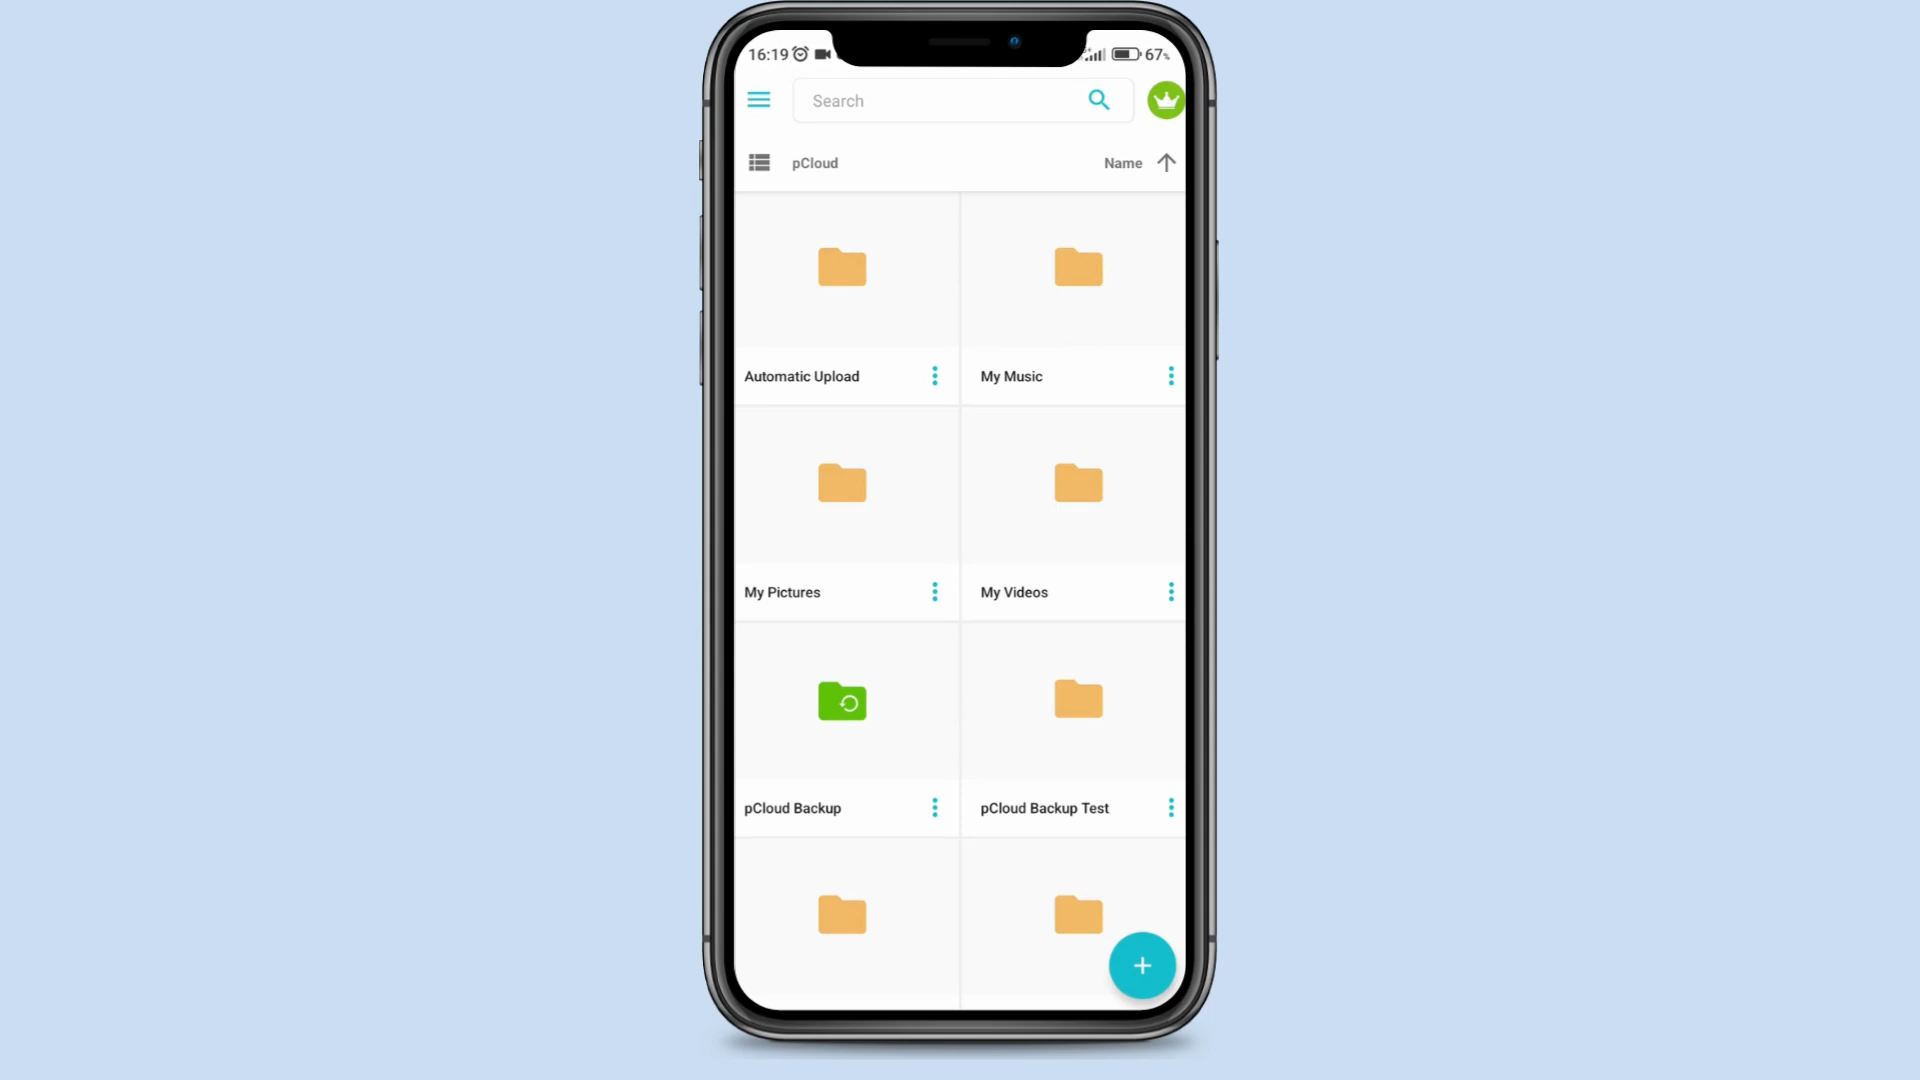 16:19 67%
Search
pCloud Name
Automatic Upload My Music
My Pictures My Videos
pCloud Backup pCloud Backup Test